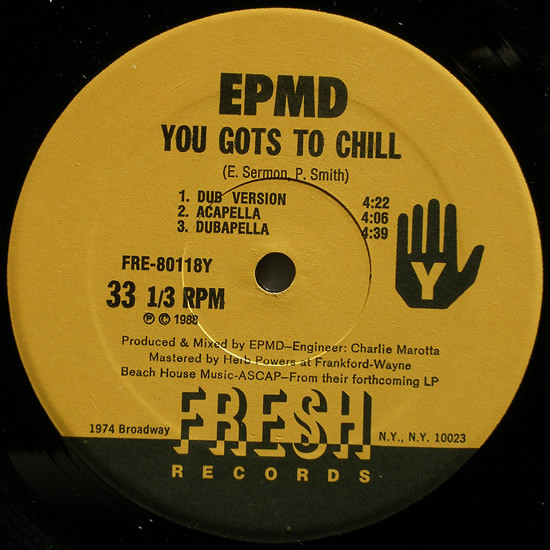 EPMD
YOU GOTS TO CHILL
(E. Sermon, P. Smith)
1. DUB VERSION 4:22
2. ACAPELLA 4:06
3. DUBAPELLA 4:39
Y
FRE-80118Y
33 1/3 RPM
℗ © 1988
Produced & Mixed by EPMD–Engineer: Charlie Marotta
Mastered by Herb Powers at Frankford-Wayne
Beach House Music-ASCAP–From their forthcoming LP
1974 Broadway FRESH N.Y., N.Y. 10023
RECORDS